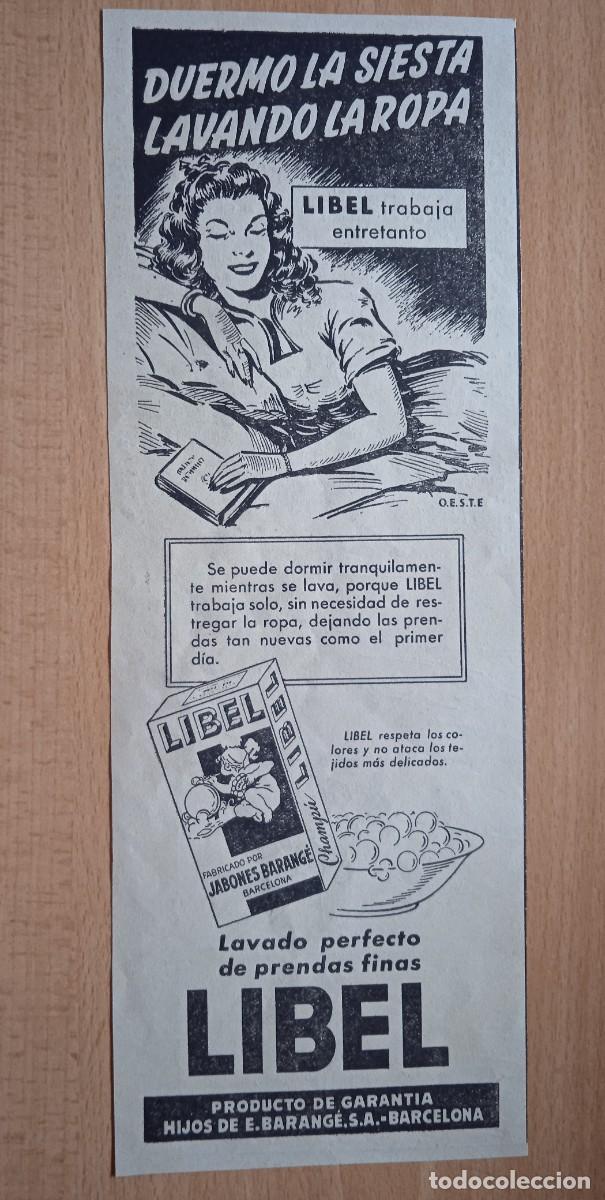 DUERMO LA SIESTA
LAVANDO LA ROPA
LIBEL trabaja
entretanto
O.E.S.T.E
Se puede dormir tranquilamen-
te mientras se lava, porque LIBEL
trabaja solo, sin necesidad de res-
tregar la ropa, dejando las pren-
das tan nuevas como el primer
día.
LIBEL
LIBEL
Champú
FABRICADO POR
JABONES BARANGÉ
BARCELONA
LIBEL respeta los co-
lores y no ataca los te-
jidos más delicados.
Lavado perfecto
de prendas finas
LIBEL
PRODUCTO DE GARANTIA
HIJOS DE E. BARANGÉ, S.A.-BARCELONA
todocoleccion